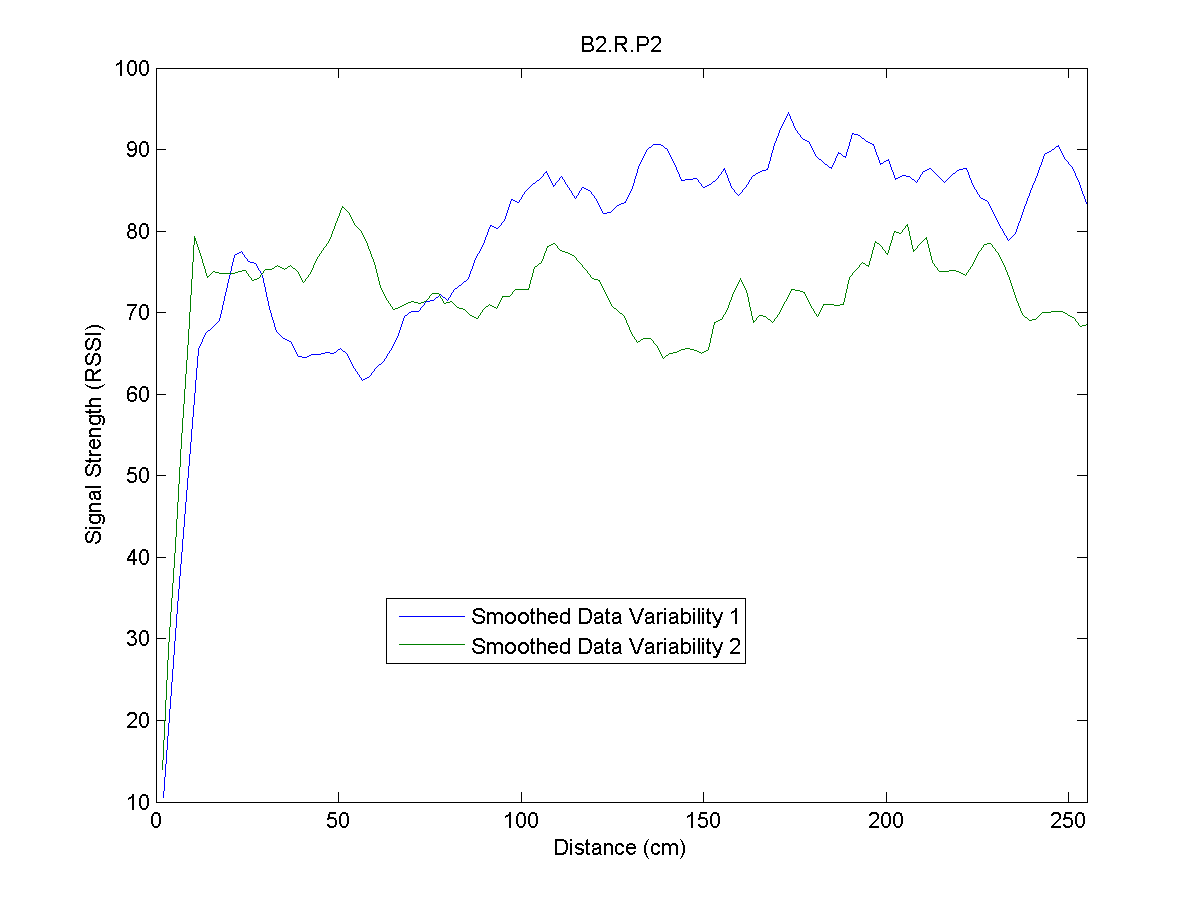 B2.R.P2
100
90
80
70
60
50
40
30
20
10
Signal Strength (RSSI)
Smoothed Data Variability 1
Smoothed Data Variability 2
0 50 100 150 200 250
Distance (cm)